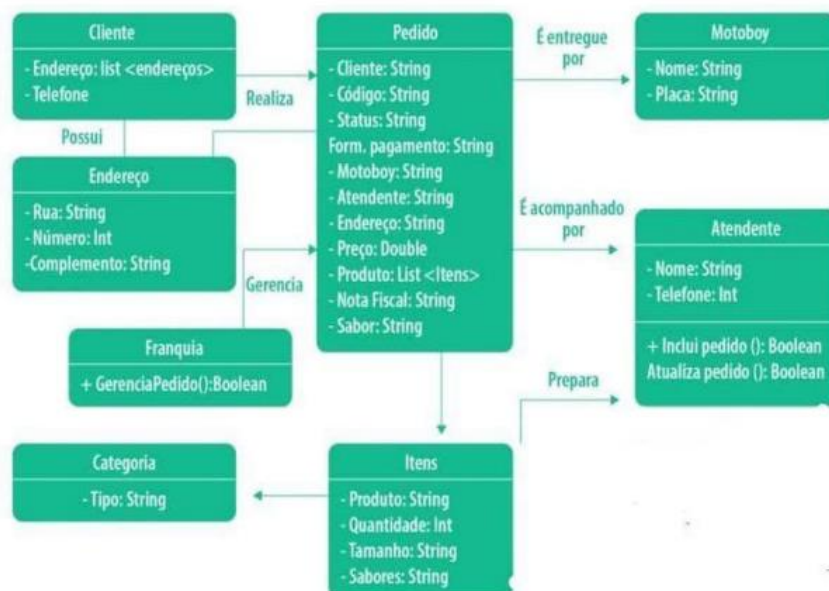 Cliente
- Endereço: list <endereços>
- Telefone
Realiza
Possui
Endereço
- Rua: String
- Número: Int
-Complemento: String
Gerencia
Franquia
+ GerenciaPedido():Boolean
Pedido
- Cliente: String
- Código: String
- Status: String
Form. pagamento: String
- Motoboy: String
- Atendente: String
- Endereço: String
- Preço: Double
- Produto: List <Itens>
- Nota Fiscal: String
- Sabor: String
É entregue
por
Motoboy
- Nome: String
- Placa: String
É acompanhado
por
Atendente
- Nome: String
- Telefone: Int
+ Inclui pedido (): Boolean
Atualiza pedido (): Boolean
Prepara
Categoria
- Tipo: String
Itens
- Produto: String
- Quantidade: Int
- Tamanho: String
- Sabores: String